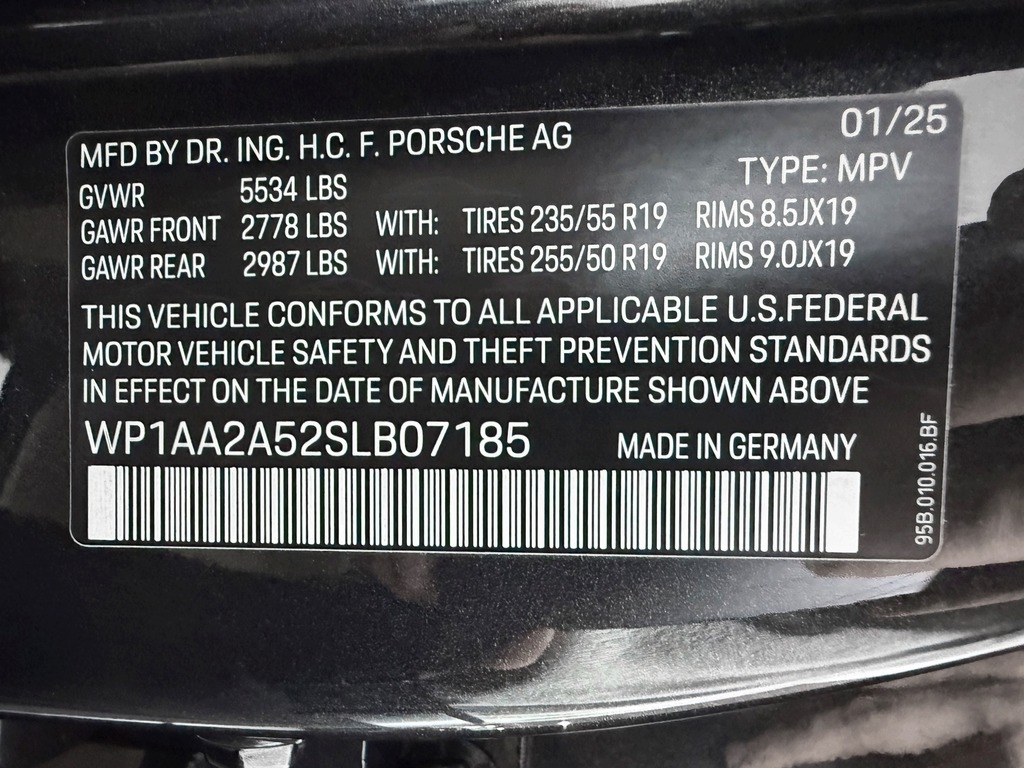 MFD BY DR. ING. H.C. F. PORSCHE AG 01/25
TYPE: MPV
GVWR 5534 LBS
GAWR FRONT 2778 LBS WITH: TIRES 235/55 R19 RIMS 8.5JX19
GAWR REAR 2987 LBS WITH: TIRES 255/50 R19 RIMS 9.0JX19
THIS VEHICLE CONFORMS TO ALL APPLICABLE U.S.FEDERAL
MOTOR VEHICLE SAFETY AND THEFT PREVENTION STANDARDS
IN EFFECT ON THE DATE OF MANUFACTURE SHOWN ABOVE
WP1AA2A52SLB07185 MADE IN GERMANY
95B.010.016.BF